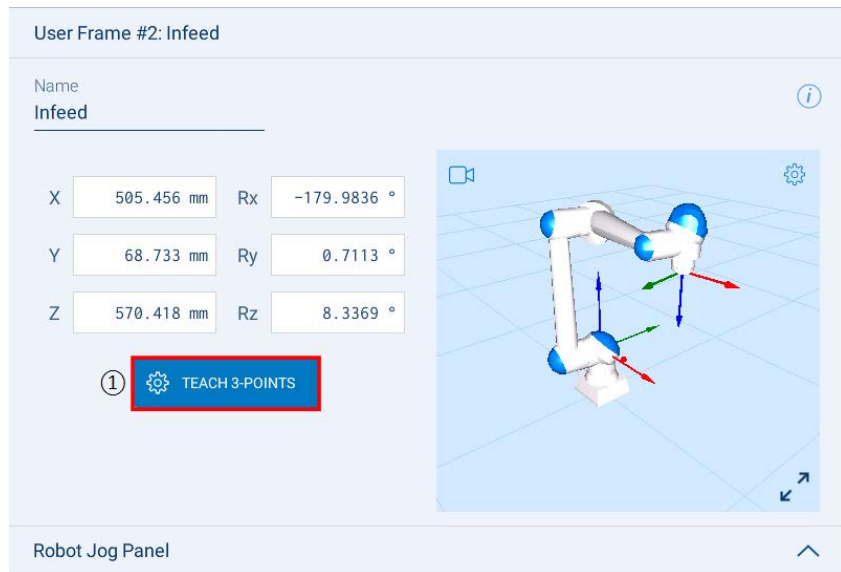 User Frame #2: Infeed
Name
Infeed
X 505.456 mm Rx -179.9836 °
Y 68.733 mm Ry 0.7113 °
Z 570.418 mm Rz 8.3369 °
① TEACH 3-POINTS
Robot Jog Panel